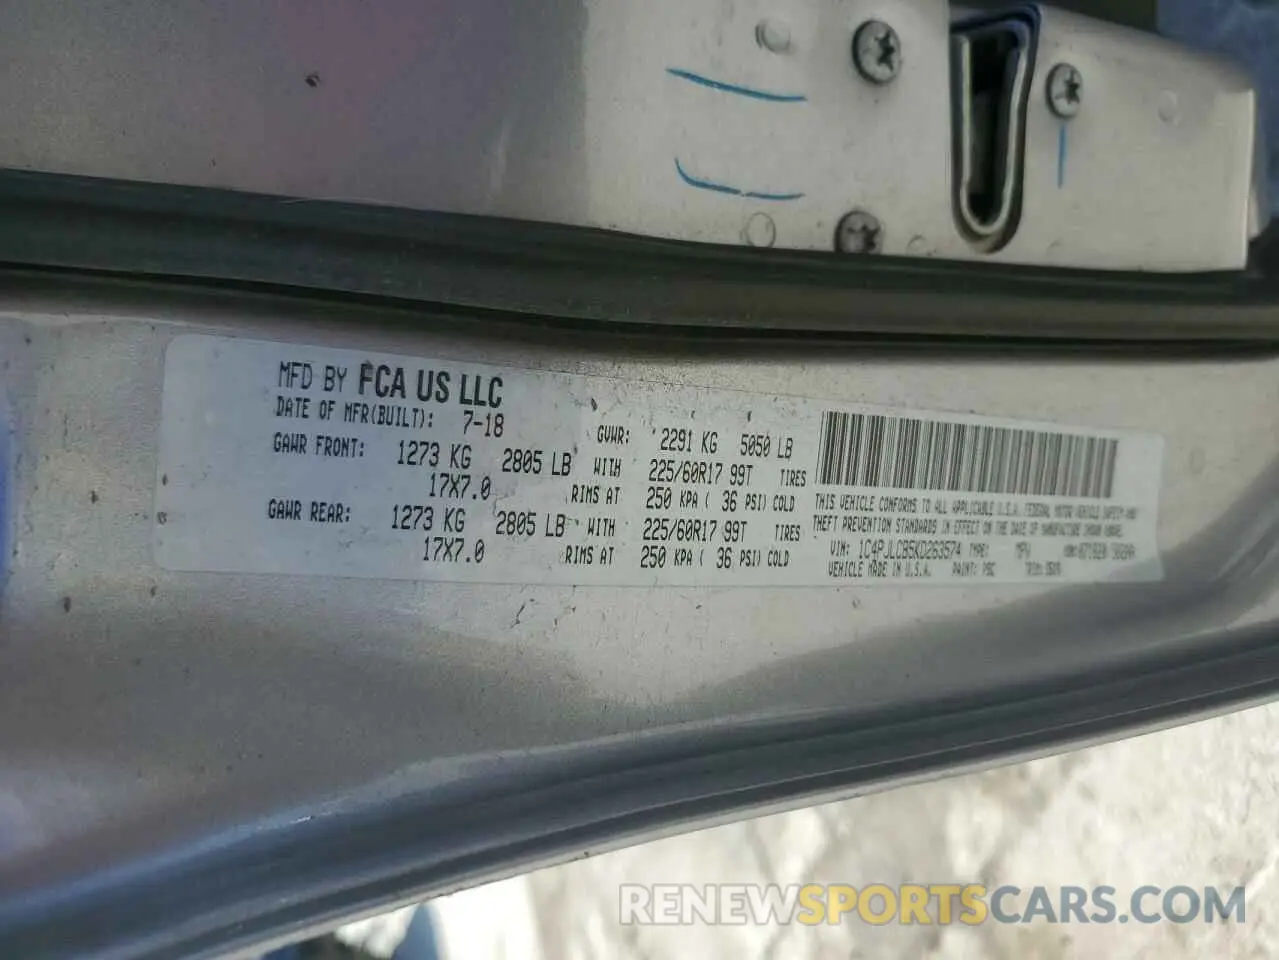 MFD BY FCA US LLC
DATE OF MFR(BUILT): 7-18
GVWR: 2291 KG 5050 LB
GAWR FRONT: 1273 KG 2805 LB WITH 225/60R17 99T TIRES
17X7.0 RIMS AT 250 KPA ( 36 PSI) COLD
GAWR REAR: 1273 KG 2805 LB WITH 225/60R17 99T TIRES
17X7.0 RIMS AT 250 KPA ( 36 PSI) COLD
THIS VEHICLE CONFORMS TO ALL APPLICABLE U.S.A. FEDERAL MOTOR VEHICLE SAFETY AND
THEFT PREVENTION STANDARDS IN EFFECT ON THE DATE OF MANUFACTURE SHOWN ABOVE.
VIN: 1C4PJLCB5KD263574 TYPE: MPV
VEHICLE MADE IN U.S.A. PAINT: PSC
RENEWSPORTSCARS.COM